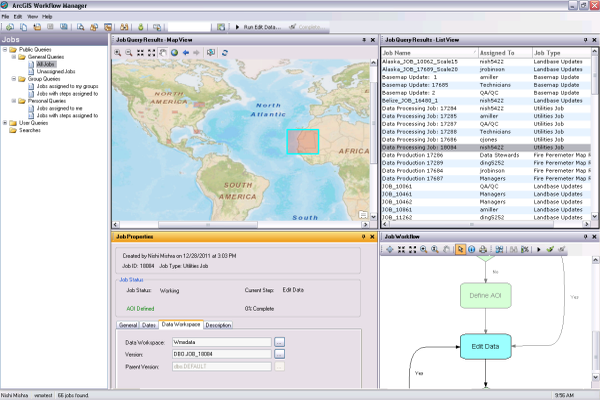 ArcGIS Workflow Manager
File Edit View Help
Run Edit Data...
Complete...
Jobs
Public Queries
General Queries
All Jobs
Unassigned Jobs
Group Queries
Jobs assigned to my groups
Jobs with steps assigned to
Personal Queries
Jobs assigned to me
Jobs with steps assigned to
User Queries
Searches
Job Query Results - Map View
NORTH
AMERICA
North
Atlantic
AFRICA
SOUTH
AMERICA
South
Job Query Results - List View
Job Name Assigned To Job Type
Alaska_JOB_10062_Scale15 nish5422 Landbase Updates
Alaska_JOB_17689_Scale20 jrobinson Landbase Updates
Basemap Update: 1 amiller Basemap Update
Basemap Update: 17685 Technicians Basemap Update
Basemap Update: 2 QA/QC Basemap Update
Belize_JOB_16480_1 nish5422 Landbase Updates
Data Processing Job: 17284 nish5422 Utilities Job
Data Processing Job: 17285 amiller Utilities Job
Data Processing Job: 17287 QA/QC Utilities Job
Data Processing Job: 17288 Technicians Utilities Job
Data Processing Job: 17696 cjones Utilities Job
Data Processing Job: 18084 nish5422 Utilities Job
Data Production 17286 Data Stewards Fire Peremeter Map R
Data Production 17289 ding5252 Fire Peremeter Map R
Data Production 17684 jrobinson Fire Peremeter Map R
Data Production 17687 Managers Fire Peremeter Map R
JOB_10061 QA/QC Landbase Updates
JOB_10461 Managers Landbase Updates
JOB_10462 Managers Landbase Updates
JOB_10861 amiller Landbase Updates
JOB_11262 ding5252 Landbase Updates
Job Properties
Created by Nishi Mishra on 12/28/2011 at 3:03 PM
Job ID: 18084 Job Type: Utilities Job
Job Status
Job Status: Working Current Step: Edit Data
AOI Defined 0% Complete
General Dates Data Workspace Description
Data Workspace: Wmxdata ...
Version: DBO.JOB_18084 ...
Parent Version: dbo.DEFAULT
Job Workflow
No
Define AOI
Yes
Edit Data
Yes
Nishi Mishra wmxtest 66 jobs found. 9:56 AM